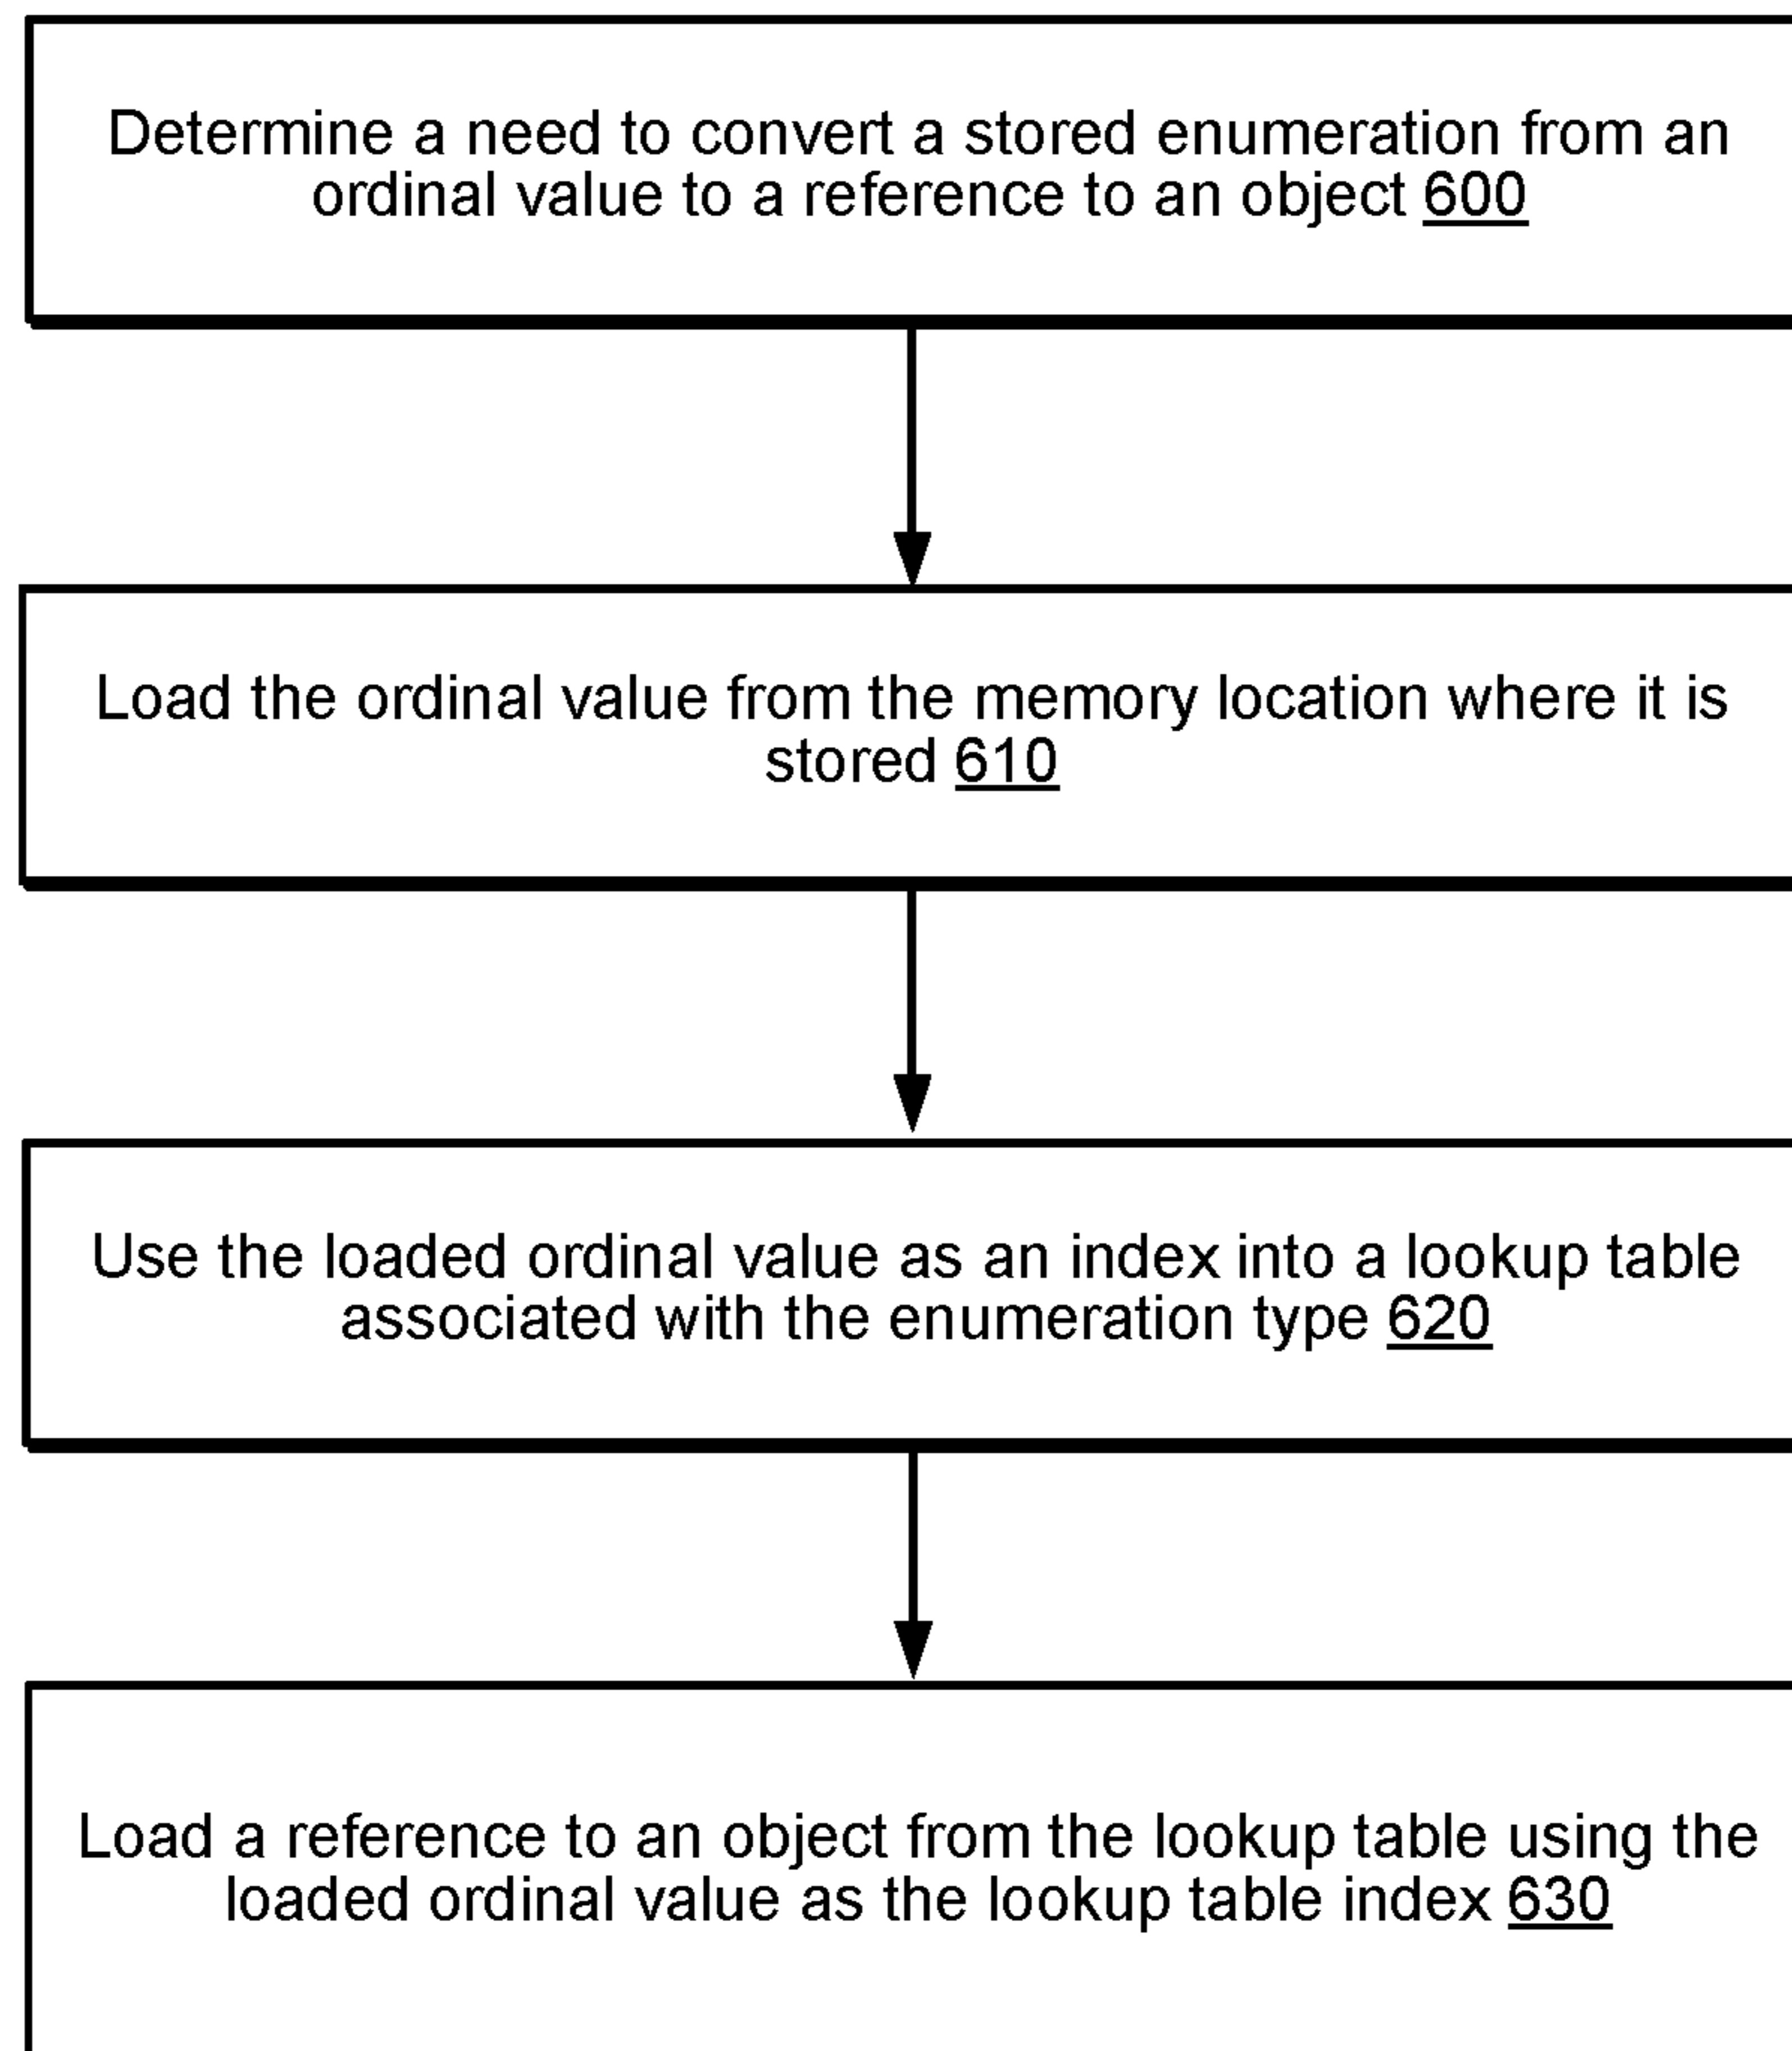 Determine a need to convert a stored enumeration from an
ordinal value to a reference to an object 600
Load the ordinal value from the memory location where it is
stored 610
Use the loaded ordinal value as an index into a lookup table
associated with the enumeration type 620
Load a reference to an object from the lookup table using the
loaded ordinal value as the lookup table index 630